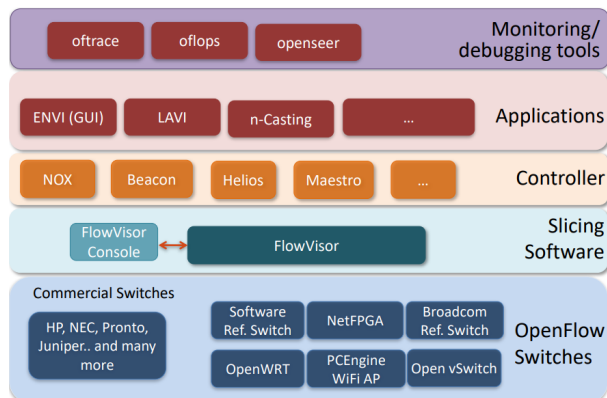 oftrace
oflops
openseer
Monitoring/
debugging tools
ENVI (GUI)
LAVI
n-Casting
...
Applications
NOX
Beacon
Helios
Maestro
...
Controller
FlowVisor
Console
FlowVisor
Slicing
Software
Commercial Switches
HP, NEC, Pronto,
Juniper.. and many
more
Software
Ref. Switch
NetFPGA
Broadcom
Ref. Switch
OpenWRT
PCEngine
WiFi AP
Open vSwitch
OpenFlow
Switches